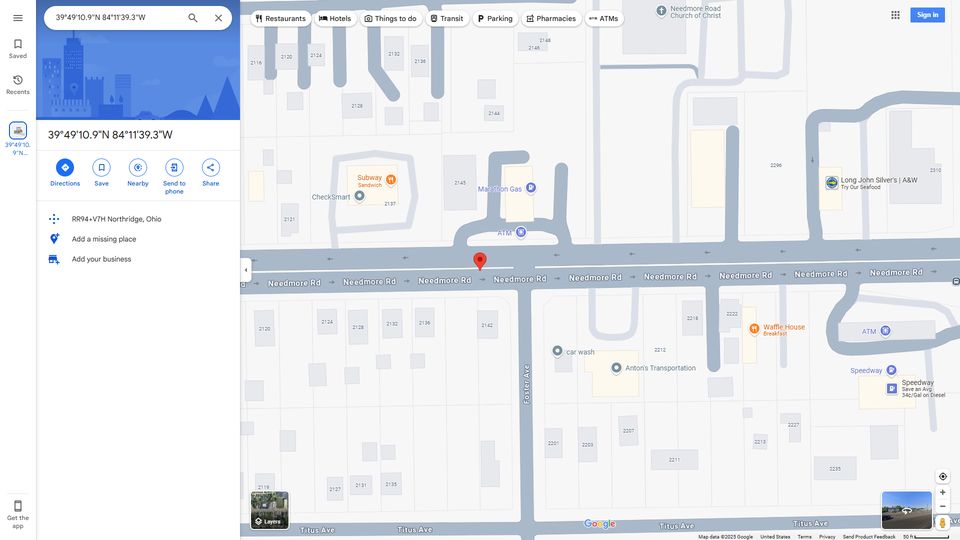 39°49'10.9"N 84°11'39.3"W
Restaurants
Hotels
Things to do
Transit
Parking
Pharmacies
ATMs
Sign in
Saved
Recents
39°49'10.
9"N...
Get the
app
39°49'10.9"N 84°11'39.3"W
Directions
Save
Nearby
Send to
phone
Share
RR94+V7H Northridge, Ohio
Add a missing place
Add your business
Needmore Road
Church of Christ
2116
2120
2124
2132
2136
2148
2146
2128
2144
Subway
Sandwich
CheckSmart
2137
2145
Marathon Gas
ATM
2121
2296
2310
Long John Silver's | A&W
Try Our Seafood
Needmore Rd
Needmore Rd
Needmore Rd
Needmore Rd
Needmore Rd
Needmore Rd
Needmore Rd
Needmore Rd
Needmore Rd
2120
2124
2128
2132
2136
2142
2218
2222
2212
Waffle House
Breakfast
ATM
car wash
Anton's Transportation
Foster Ave
Speedway
Speedway
Save an Avg.
34¢/Gal on Diesel
2201
2203
2207
2211
2213
2227
2235
2119
2127
2131
2135
Layers
Titus Ave
Titus Ave
Titus Ave
Titus Ave
Google
Map data ©2025 Google
United States
Terms
Privacy
Send Product Feedback
50 ft